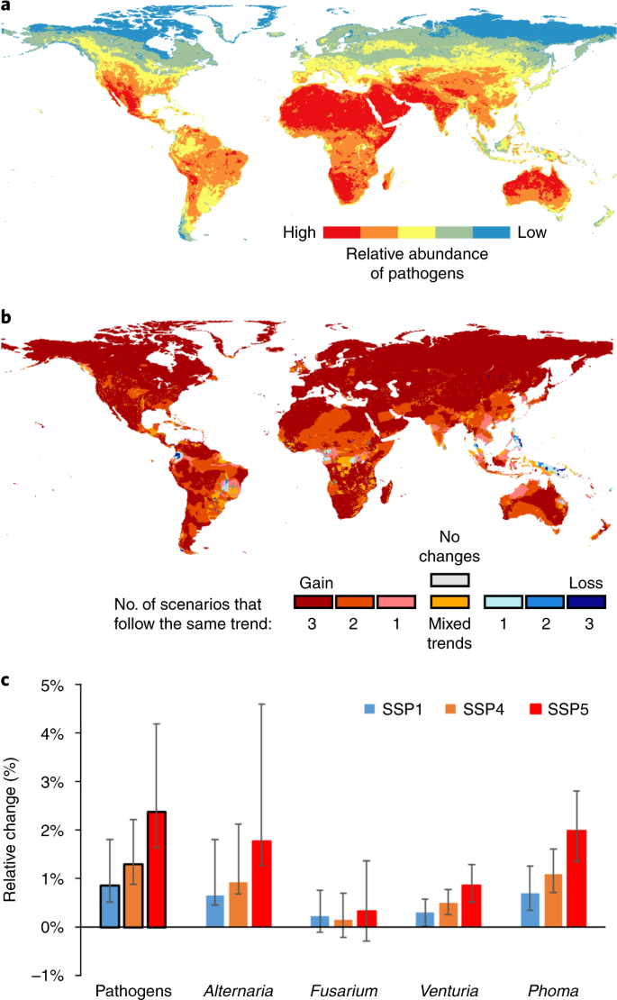 a
High Low
Relative abundance
of pathogens
b
No
changes
Gain Loss
No. of scenarios that
follow the same trend: 3 2 1 Mixed
trends 1 2 3
c
5%
4%
3%
2%
1%
0%
–1%
Relative change (%)
SSP1 SSP4 SSP5
Pathogens Alternaria Fusarium Venturia Phoma